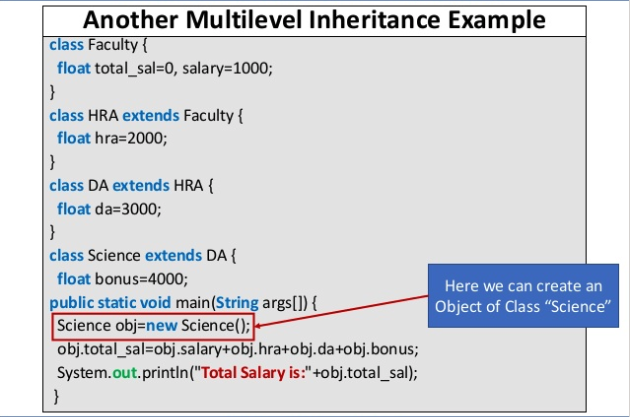 Another Multilevel Inheritance Example
class Faculty {
float total_sal=0, salary=1000;
}
class HRA extends Faculty {
float hra=2000;
}
class DA extends HRA {
float da=3000;
}
class Science extends DA {
float bonus=4000;
public static void main(String args[]) {
Science obj=new Science();
obj.total_sal=obj.salary+obj.hra+obj.da+obj.bonus;
System.out.println("Total Salary is:"+obj.total_sal);
}
Here we can create an
Object of Class “Science”